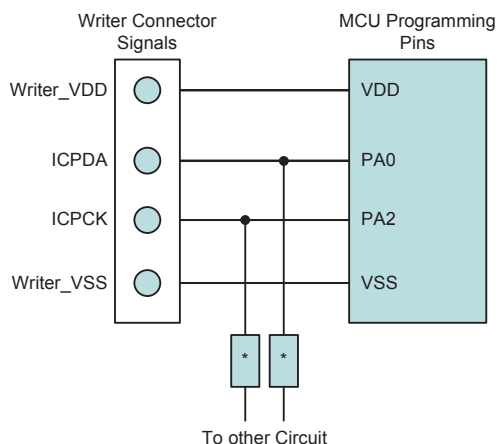 Writer Connector
Signals
MCU Programming
Pins
Writer_VDD
VDD
ICPDA
PA0
ICPCK
PA2
Writer_VSS
VSS
*
*
To other Circuit